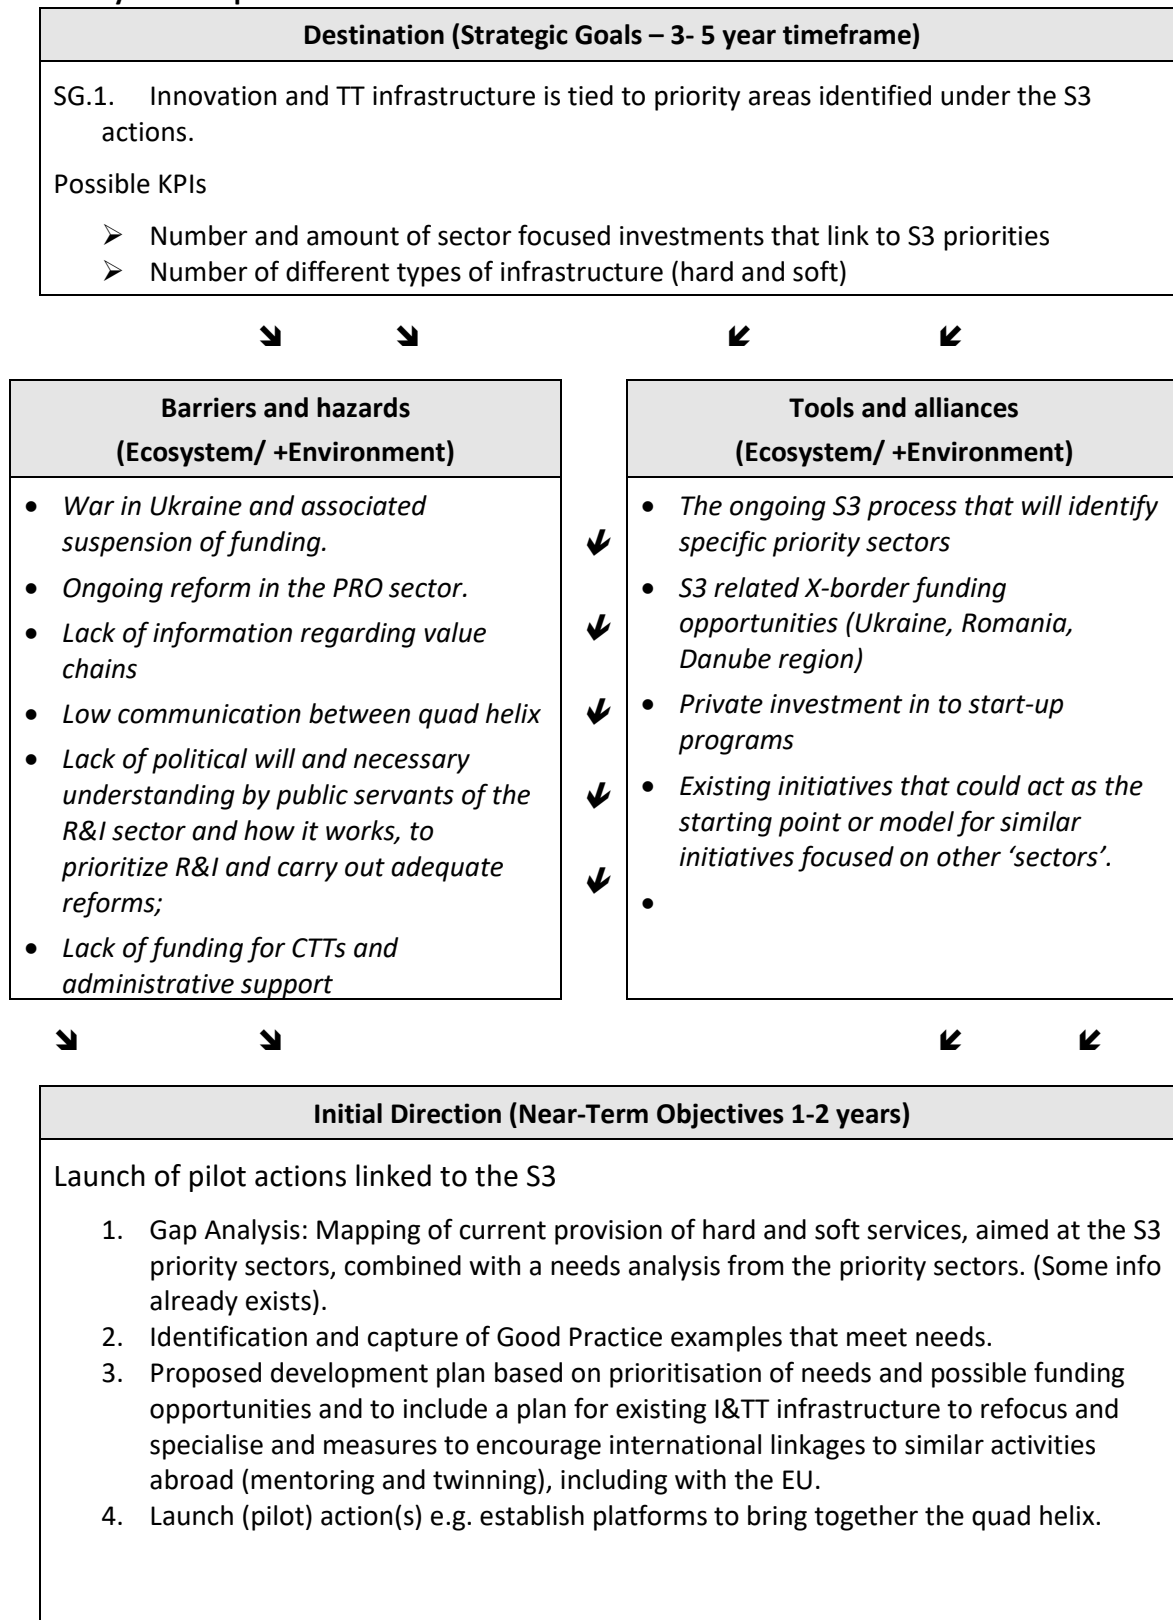 Destination (Strategic Goals – 3- 5 year timeframe)
SG.1. Innovation and TT infrastructure is tied to priority areas identified under the S3
actions.
Possible KPIs
➢ Number and amount of sector focused investments that link to S3 priorities
➢ Number of different types of infrastructure (hard and soft)
Barriers and hazards
(Ecosystem/ +Environment)
• War in Ukraine and associated
suspension of funding.
• Ongoing reform in the PRO sector.
• Lack of information regarding value
chains
• Low communication between quad helix
• Lack of political will and necessary
understanding by public servants of the
R&I sector and how it works, to
prioritize R&I and carry out adequate
reforms;
• Lack of funding for CTTs and
administrative support
Tools and alliances
(Ecosystem/ +Environment)
• The ongoing S3 process that will identify
specific priority sectors
• S3 related X-border funding
opportunities (Ukraine, Romania,
Danube region)
• Private investment in to start-up
programs
• Existing initiatives that could act as the
starting point or model for similar
initiatives focused on other ‘sectors’.
•
Initial Direction (Near-Term Objectives 1-2 years)
Launch of pilot actions linked to the S3
1. Gap Analysis: Mapping of current provision of hard and soft services, aimed at the S3
priority sectors, combined with a needs analysis from the priority sectors. (Some info
already exists).
2. Identification and capture of Good Practice examples that meet needs.
3. Proposed development plan based on prioritisation of needs and possible funding
opportunities and to include a plan for existing I&TT infrastructure to refocus and
specialise and measures to encourage international linkages to similar activities
abroad (mentoring and twinning), including with the EU.
4. Launch (pilot) action(s) e.g. establish platforms to bring together the quad helix.